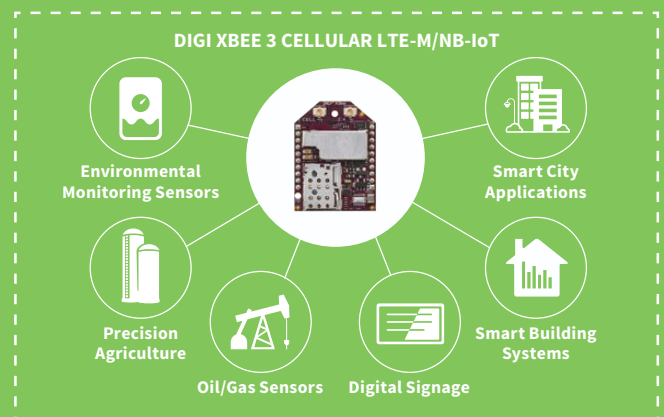 DIGI XBEE 3 CELLULAR LTE-M/NB-IoT
Environmental
Monitoring Sensors
Smart City
Applications
Precision
Agriculture
Smart Building
Systems
Oil/Gas Sensors
Digital Signage